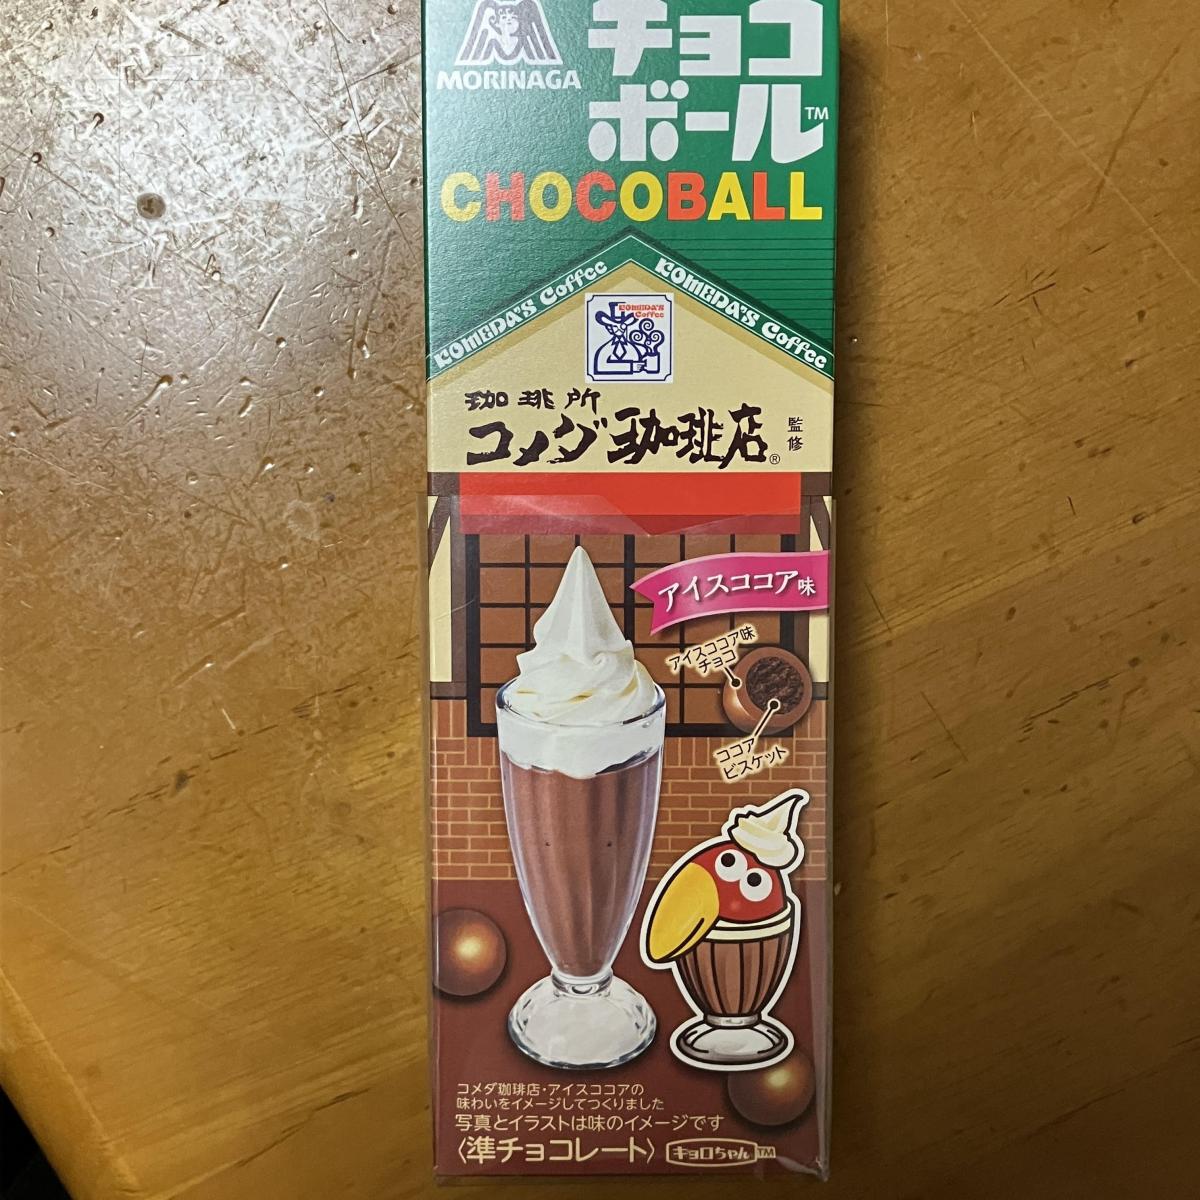 MORINAGA
チョコ
ボール™
CHOCOBALL
KOMEDA'S Coffee
KOMEDA'S Coffee
KOMEDA'S
Coffee
珈琲所
コメダ珈琲店®
監修
アイスココア味
アイスココア味
チョコ
ココア
ビスケット
コメダ珈琲店・アイスココアの
味わいをイメージしてつくりました
写真とイラストは味のイメージです
〈準チョコレート〉 キョロちゃん™